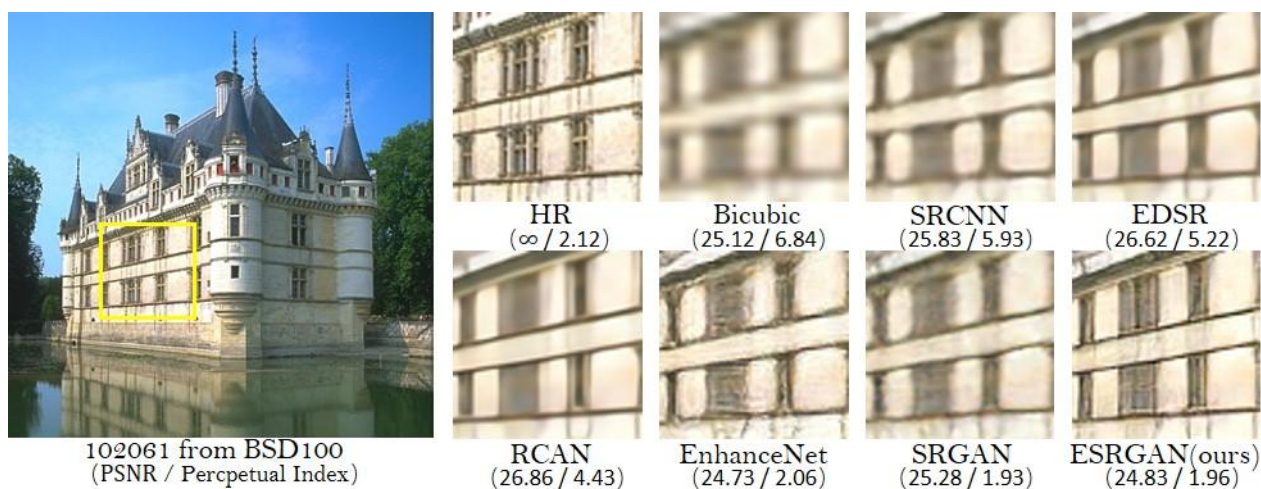 HR
(∞ / 2.12)
Bicubic
(25.12 / 6.84)
SRCNN
(25.83 / 5.93)
EDSR
(26.62 / 5.22)
102061 from BSD100
(PSNR / Percpetual Index)
RCAN
(26.86 / 4.43)
EnhanceNet
(24.73 / 2.06)
SRGAN
(25.28 / 1.93)
ESRGAN(ours)
(24.83 / 1.96)